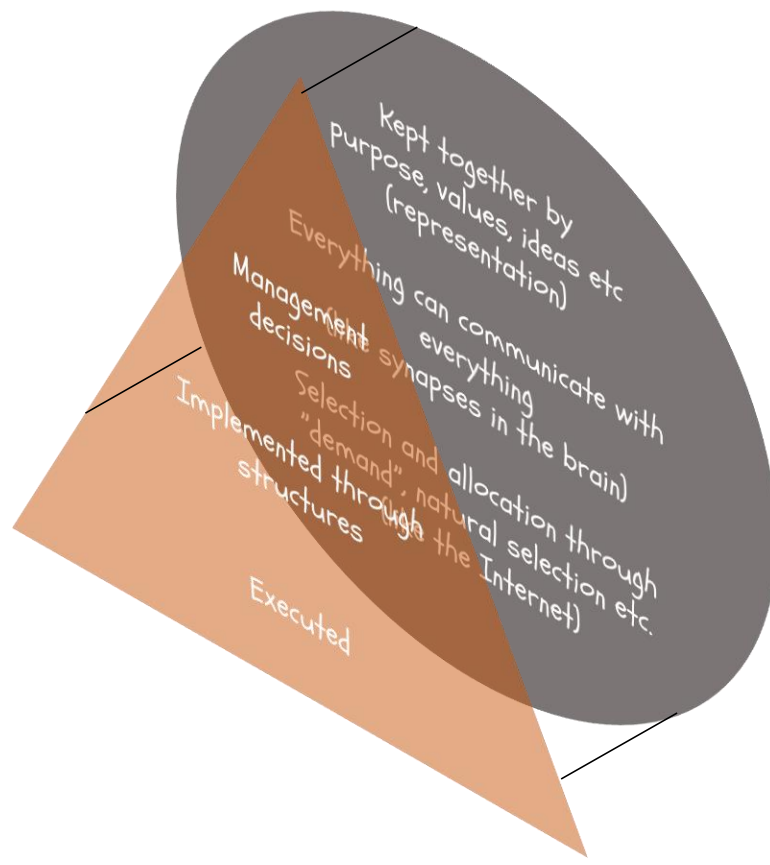 Kept together by
purpose, values, ideas etc
(representation)
Everything can communicate with
everything
(like synapses in the brain)
Selection and allocation through
"demand", natural selection etc.
(like the Internet)
Management
decisions
Implemented through
structures
Executed